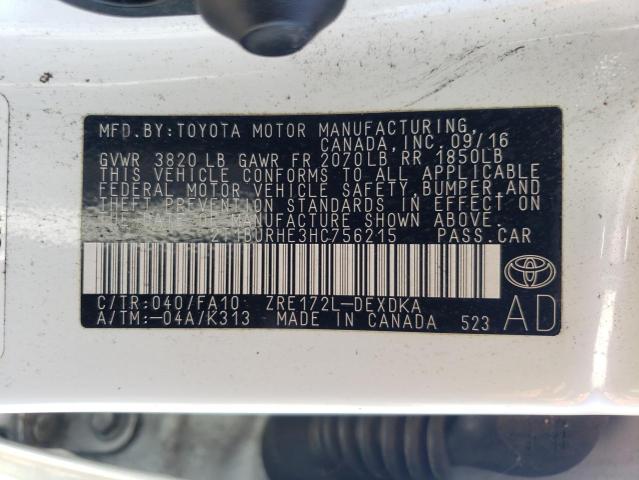 MFD.BY:TOYOTA MOTOR MANUFACTURING,
CANADA,INC. 09/16
GVWR 3820 LB GAWR FR 2070LB RR 1850LB
THIS VEHICLE CONFORMS TO ALL APPLICABLE
FEDERAL MOTOR VEHICLE SAFETY,BUMPER,AND
THEFT PREVENTION STANDARDS IN EFFECT ON
THE DATE OF MANUFACTURE SHOWN ABOVE.
2T1BURHE3HC756215 PASS.CAR
C/TR:040/FA10 ZRE172L-DEXDKA
A/TM:-04A/K313 MADE IN CANADA 523
AD